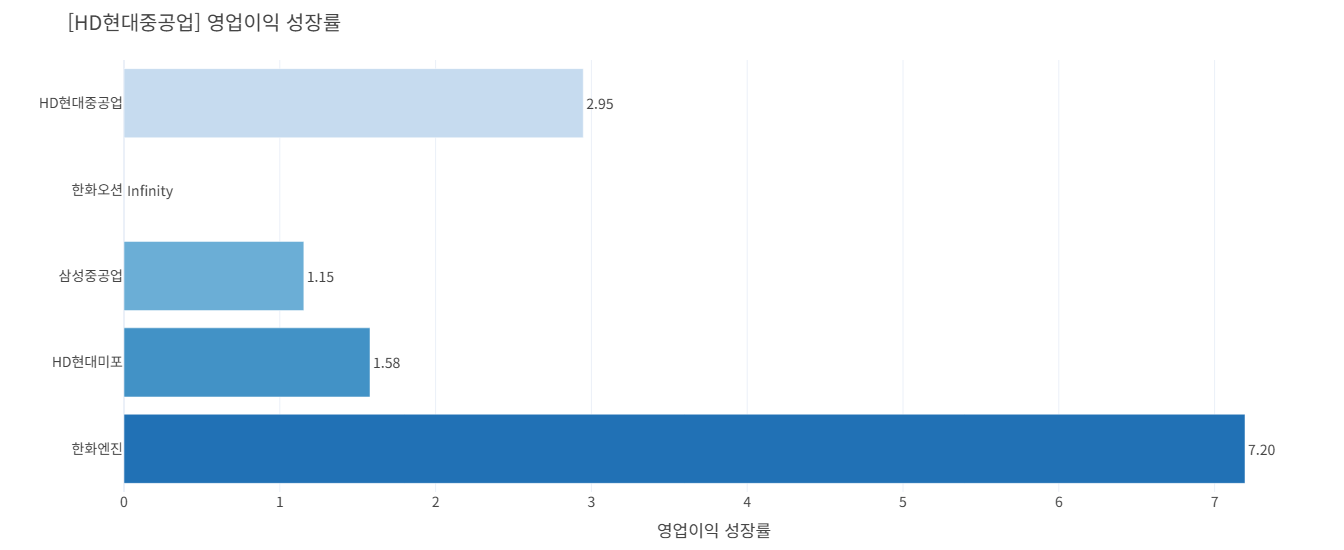 [HD현대중공업] 영업이익 성장률
HD현대중공업 2.95
한화오션 Infinity
삼성중공업 1.15
HD현대미포 1.58
한화엔진 7.20
0 1 2 3 4 5 6 7
영업이익 성장률